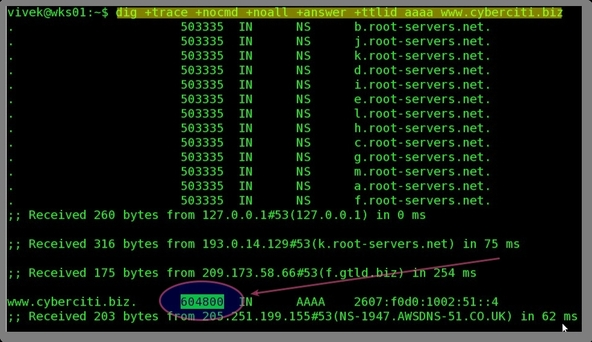 vivek@wks01:~$ dig +trace +nocmd +noall +answer +ttlid aaaa www.cyberciti.biz
. 503335 IN NS b.root-servers.net.
. 503335 IN NS j.root-servers.net.
. 503335 IN NS k.root-servers.net.
. 503335 IN NS d.root-servers.net.
. 503335 IN NS i.root-servers.net.
. 503335 IN NS e.root-servers.net.
. 503335 IN NS l.root-servers.net.
. 503335 IN NS h.root-servers.net.
. 503335 IN NS c.root-servers.net.
. 503335 IN NS g.root-servers.net.
. 503335 IN NS m.root-servers.net.
. 503335 IN NS a.root-servers.net.
. 503335 IN NS f.root-servers.net.
;; Received 260 bytes from 127.0.0.1#53(127.0.0.1) in 0 ms
;; Received 316 bytes from 193.0.14.129#53(k.root-servers.net) in 75 ms
;; Received 175 bytes from 209.173.58.66#53(f.gtld.biz) in 254 ms
www.cyberciti.biz. 604800 IN AAAA 2607:f0d0:1002:51::4
;; Received 203 bytes from 205.251.199.155#53(NS-1947.AWSDNS-51.CO.UK) in 62 ms